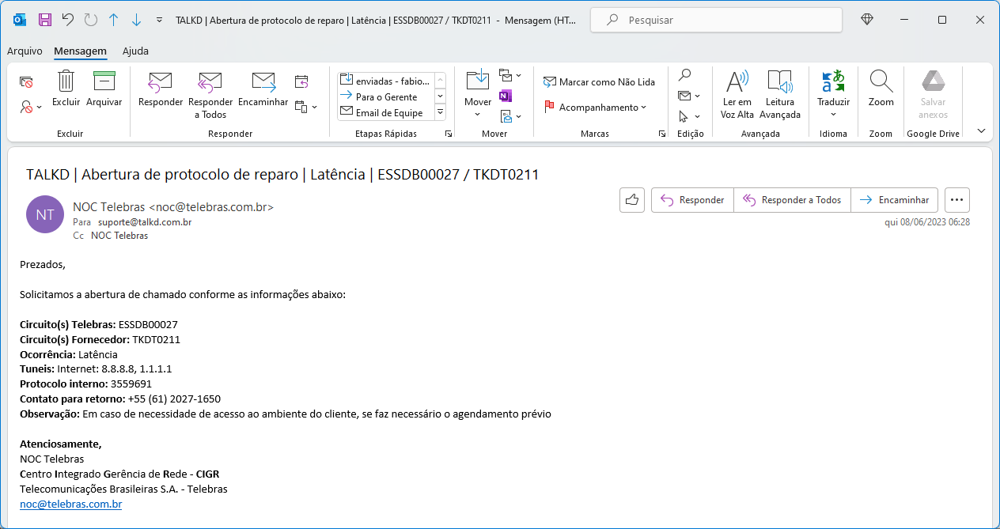 TALKD | Abertura de protocolo de reparo | Latência | ESSDB00027 / TKDT0211 - Mensagem (HT...
Pesquisar
Arquivo Mensagem Ajuda
Excluir
Arquivar
Excluir
Responder
Responder a Todos
Encaminhar
Responder
enviadas - fabio...
Para o Gerente
Email de Equipe
Etapas Rápidas
Mover
Mover
Marcar como Não Lida
Acompanhamento
Marcas
Edição
Ler em Voz Alta
Leitura Avançada
Avançada
Traduzir
Idioma
Zoom
Zoom
Salvar anexos
Google Drive
TALKD | Abertura de protocolo de reparo | Latência | ESSDB00027 / TKDT0211
NT
NOC Telebras <noc@telebras.com.br>
Para suporte@talkd.com.br
Cc NOC Telebras
Responder Responder a Todos Encaminhar
qui 08/06/2023 06:28
Prezados,
Solicitamos a abertura de chamado conforme as informações abaixo:
Circuito(s) Telebras: ESSDB00027
Circuito(s) Fornecedor: TKDT0211
Ocorrência: Latência
Tuneis: Internet: 8.8.8.8, 1.1.1.1
Protocolo interno: 3559691
Contato para retorno: +55 (61) 2027-1650
Observação: Em caso de necessidade de acesso ao ambiente do cliente, se faz necessário o agendamento prévio
Atenciosamente,
NOC Telebras
Centro Integrado Gerência de Rede - CIGR
Telecomunicações Brasileiras S.A. - Telebras
noc@telebras.com.br